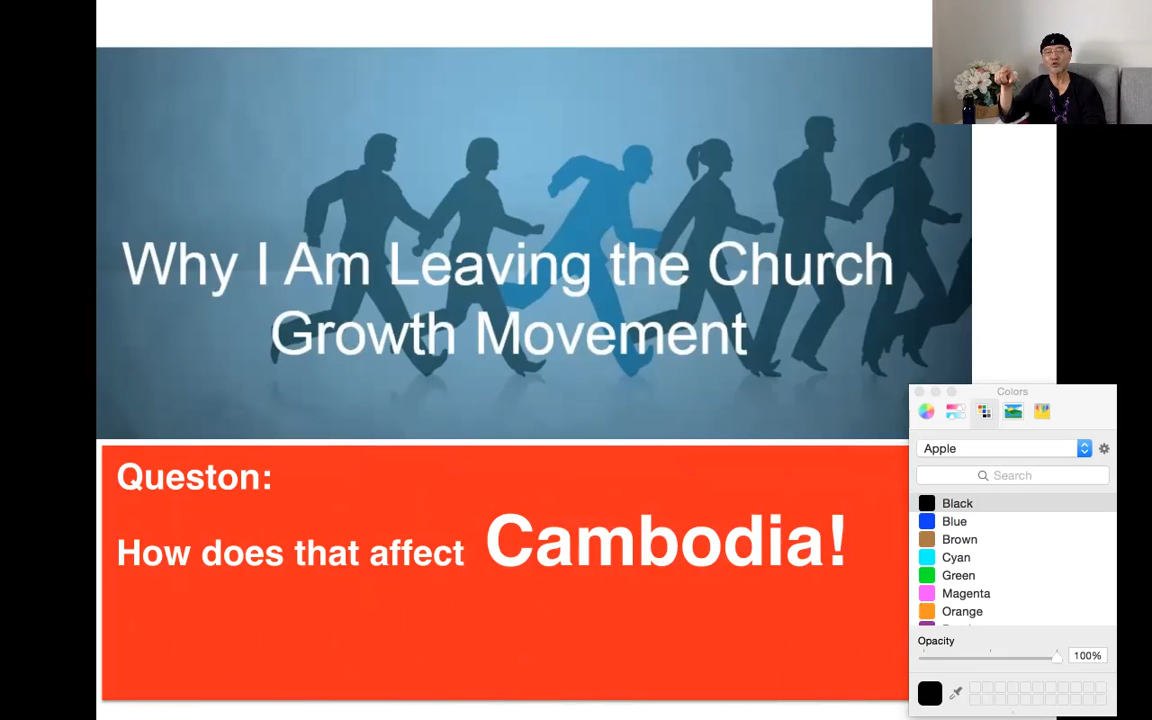 Why I Am Leaving the Church
Growth Movement
Queston:
How does that affect Cambodia!
Colors
Apple
Search
Black
Blue
Brown
Cyan
Green
Magenta
Orange
Opacity
100%